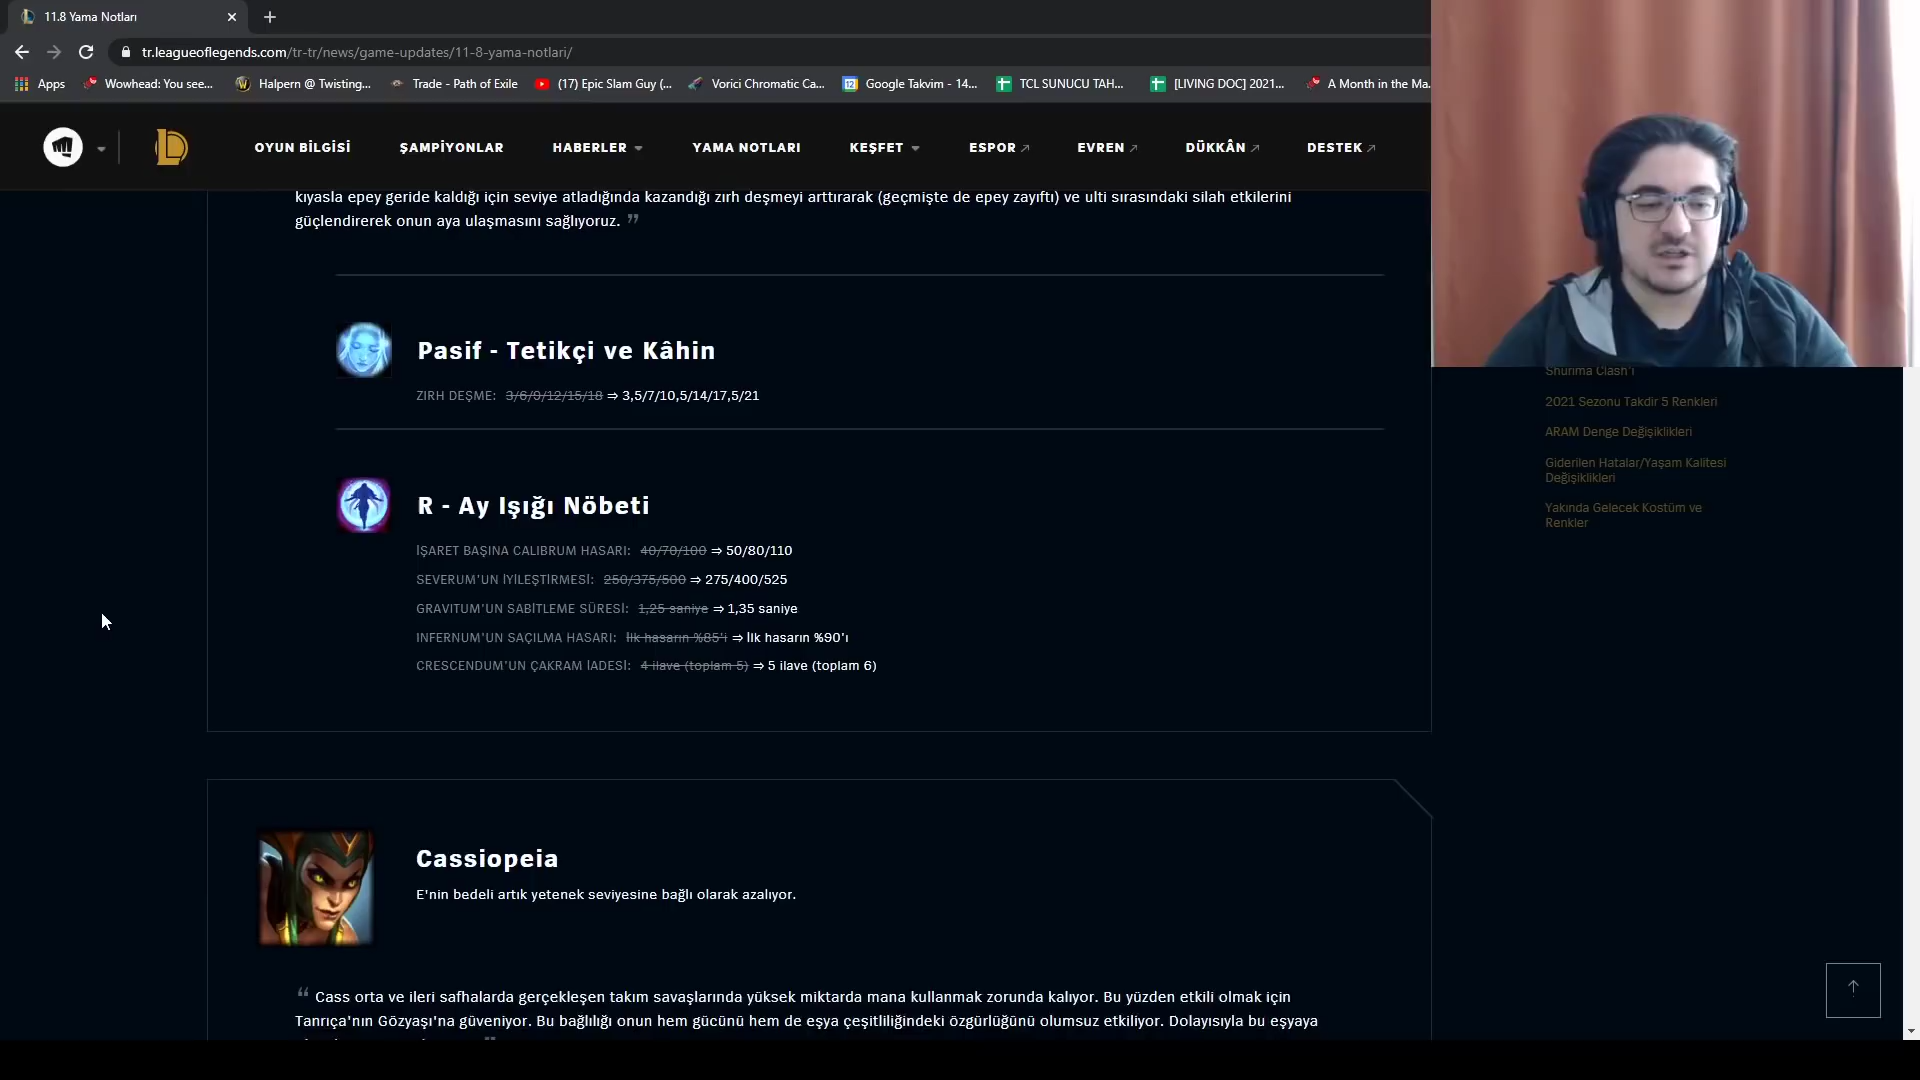 11.8 Yama Notları
tr.leagueoflegends.com/tr-tr/news/game-updates/11-8-yama-notlari/
Apps
Wowhead: You see...
Halpern @ Twisting...
Trade - Path of Exile
(17) Epic Slam Guy (...
Vorici Chromatic Ca...
Google Takvim - 14...
TCL SUNUCU TAH...
[LIVING DOC] 2021...
A Month in the Ma...
OYUN BİLGİSİ
ŞAMPİYONLAR
HABERLER
YAMA NOTLARI
KEŞFET
ESPOR
EVREN
DÜKKÂN
DESTEK
kıyasla epey geride kaldığı için seviye atladığında kazandığı zırh deşmeyi arttırarak (geçmişte de epey zayıftı) ve ulti sırasındaki silah etkilerini
güçlendirerek onun aya ulaşmasını sağlıyoruz. ”
Pasif - Tetikçi ve Kâhin
ZIRH DEŞME: 3/6/9/12/15/18 ⇒ 3,5/7/10,5/14/17,5/21
R - Ay Işığı Nöbeti
İŞARET BAŞINA CALIBRUM HASARI: 40/70/100 ⇒ 50/80/110
SEVERUM'UN İYİLEŞTİRMESİ: 250/375/500 ⇒ 275/400/525
GRAVITUM'UN SABİTLEME SÜRESİ: 1,25 saniye ⇒ 1,35 saniye
INFERNUM'UN SAÇILMA HASARI: İlk hasarın %85'i ⇒ İlk hasarın %90'ı
CRESCENDUM'UN ÇAKRAM İADESİ: 4 ilave (toplam 5) ⇒ 5 ilave (toplam 6)
Cassiopeia
E'nin bedeli artık yetenek seviyesine bağlı olarak azalıyor.
“ Cass orta ve ileri safhalarda gerçekleşen takım savaşlarında yüksek miktarda mana kullanmak zorunda kalıyor. Bu yüzden etkili olmak için
Tanrıça'nın Gözyaşı'na güveniyor. Bu bağlılığı onun hem gücünü hem de eşya çeşitliliğindeki özgürlüğünü olumsuz etkiliyor. Dolayısıyla bu eşyaya
Shurima Clash'i
2021 Sezonu Takdir 5 Renkleri
ARAM Denge Değişiklikleri
Giderilen Hatalar/Yaşam Kalitesi
Değişiklikleri
Yakında Gelecek Kostüm ve
Renkler